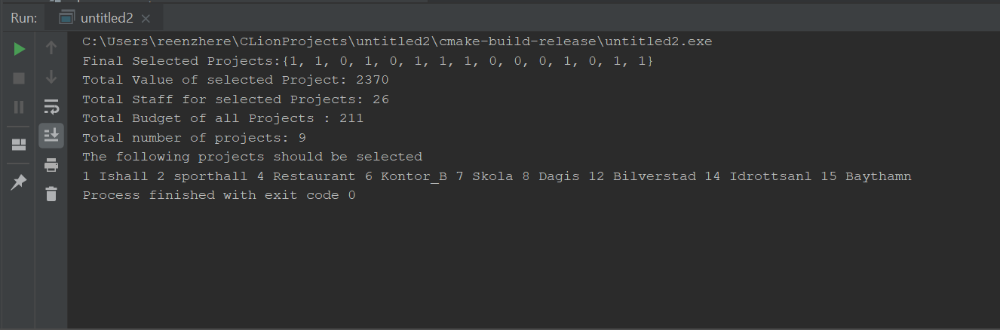 Run: untitled2
C:\Users\reenzhere\CLionProjects\untitled2\cmake-build-release\untitled2.exe
Final Selected Projects:{1, 1, 0, 1, 0, 1, 1, 1, 0, 0, 0, 1, 0, 1, 1}
Total Value of selected Project: 2370
Total Staff for selected Projects: 26
Total Budget of all Projects : 211
Total number of projects: 9
The following projects should be selected
1 Ishall 2 sporthall 4 Restaurant 6 Kontor_B 7 Skola 8 Dagis 12 Bilverstad 14 Idrottsanl 15 Baythamn
Process finished with exit code 0